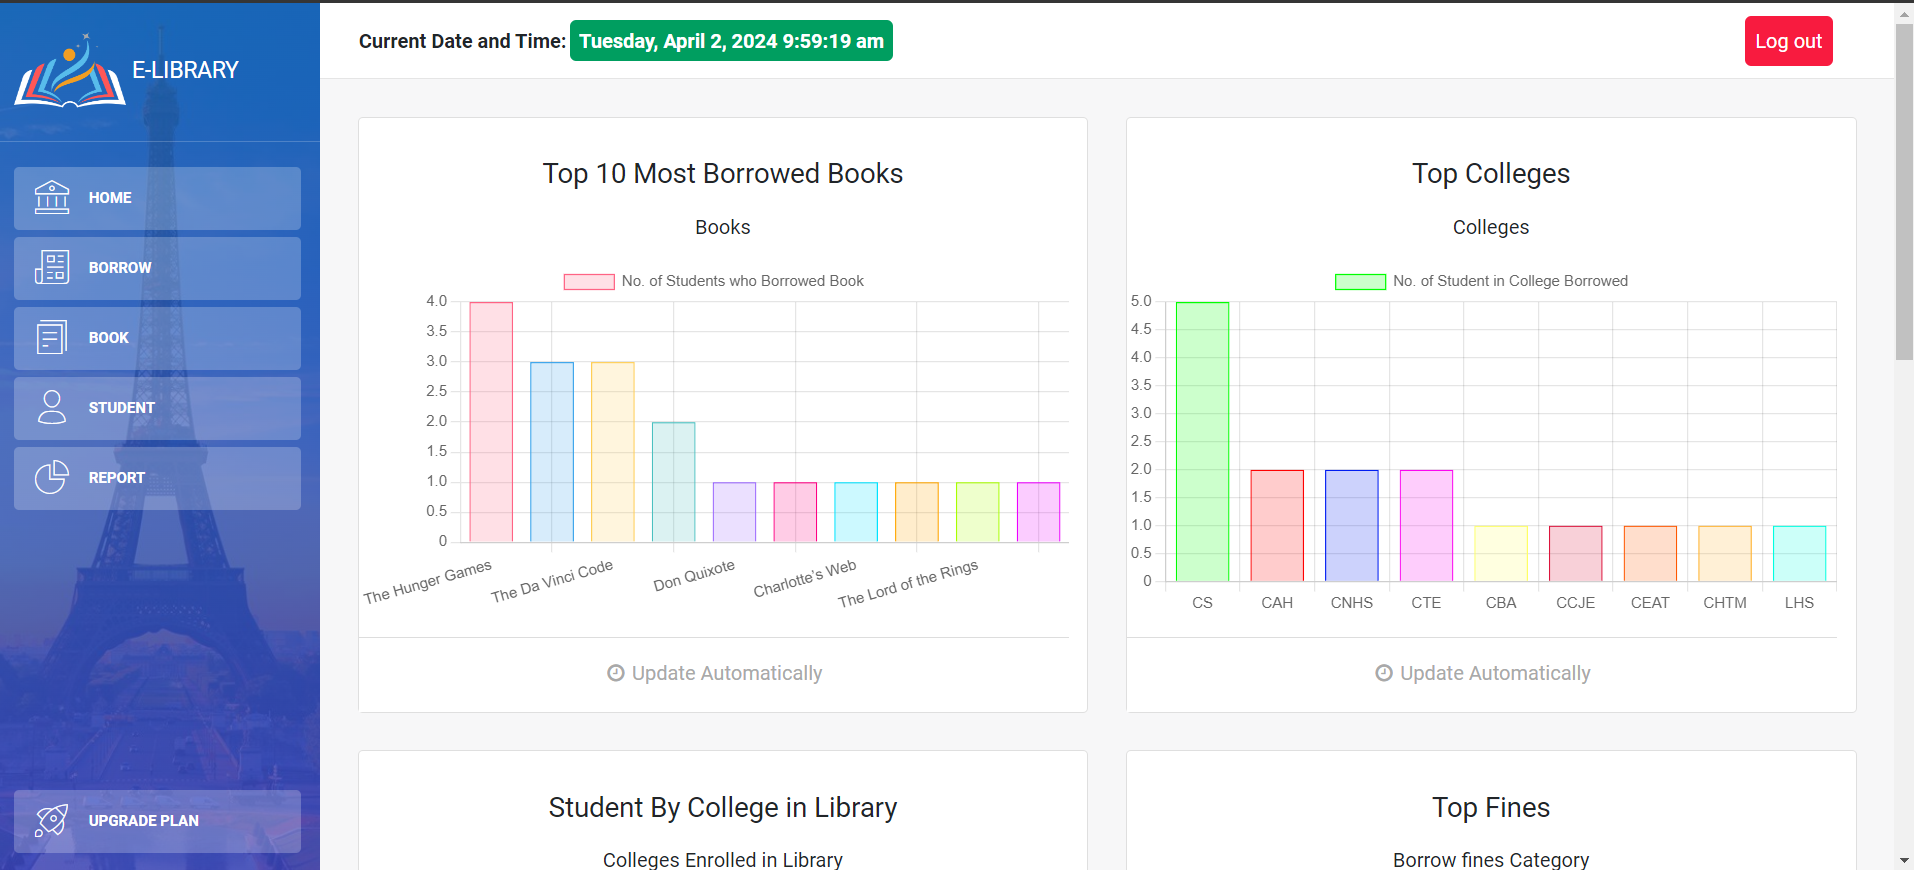 E-LIBRARY
HOME
BORROW
BOOK
STUDENT
REPORT
UPGRADE PLAN
Current Date and Time: Tuesday, April 2, 2024 9:59:19 am
Log out
Top 10 Most Borrowed Books
Books
No. of Students who Borrowed Book
4.0
3.5
3.0
2.5
2.0
1.5
1.0
0.5
0
The Hunger Games
The Da Vinci Code
Don Quixote
Charlotte's Web
The Lord of the Rings
Update Automatically
Top Colleges
Colleges
No. of Student in College Borrowed
5.0
4.5
4.0
3.5
3.0
2.5
2.0
1.5
1.0
0.5
0
CS CAH CNHS CTE CBA CCJE CEAT CHTM LHS
Update Automatically
Student By College in Library
Colleges Enrolled in Library
Top Fines
Borrow fines Category